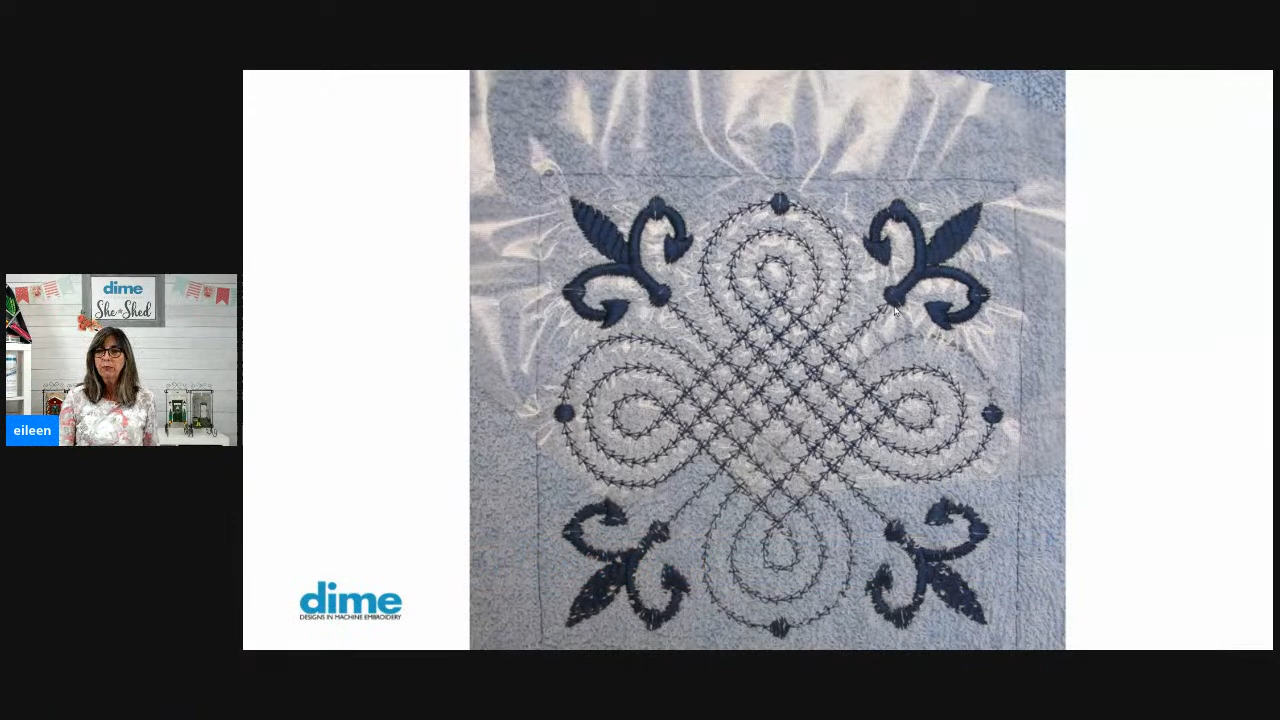 dime
She Shed
eileen
dime
DESIGNS IN MACHINE EMBROIDERY